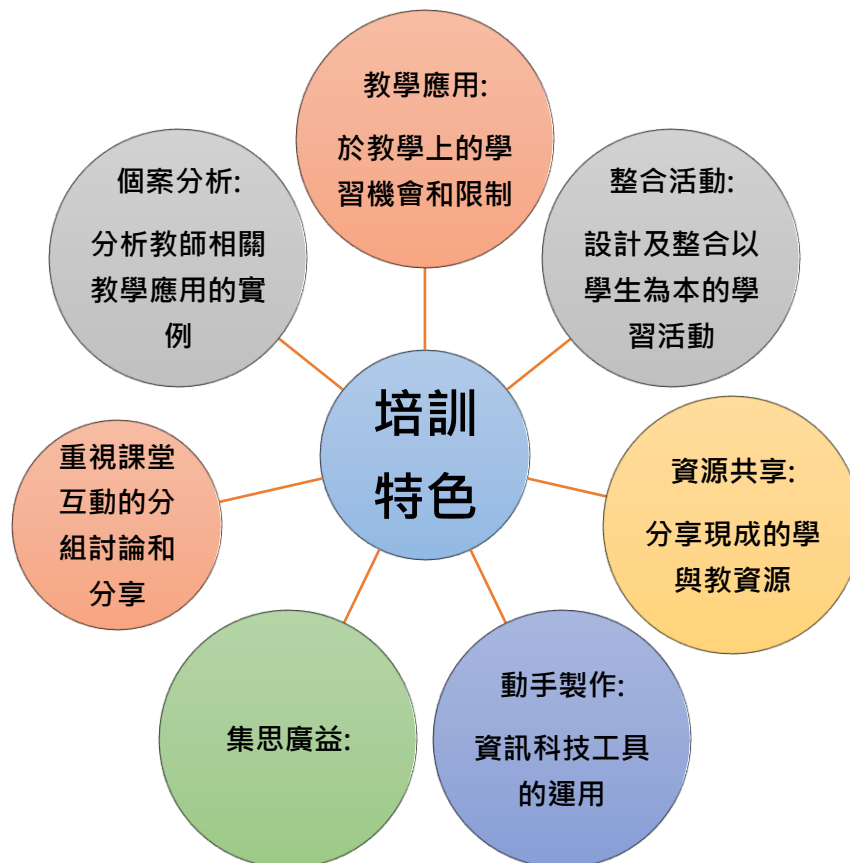 培訓
特色
教學應用:
於教學上的學
習機會和限制
整合活動:
設計及整合以
學生為本的學
習活動
資源共享:
分享現成的學
與教資源
動手製作:
資訊科技工具
的運用
集思廣益:
重視課堂
互動的分
組討論和
分享
個案分析:
分析教師相關
教學應用的實
例